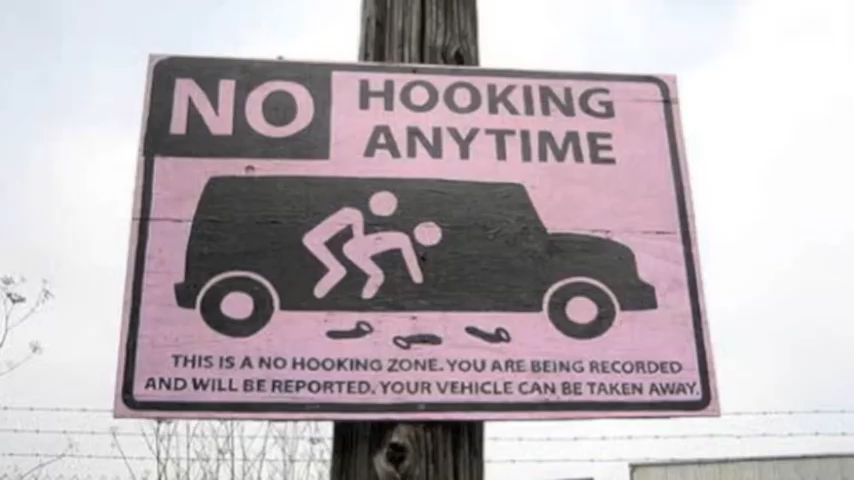 NO HOOKING
ANYTIME
THIS IS A NO HOOKING ZONE. YOU ARE BEING RECORDED
AND WILL BE REPORTED. YOUR VEHICLE CAN BE TAKEN AWAY.